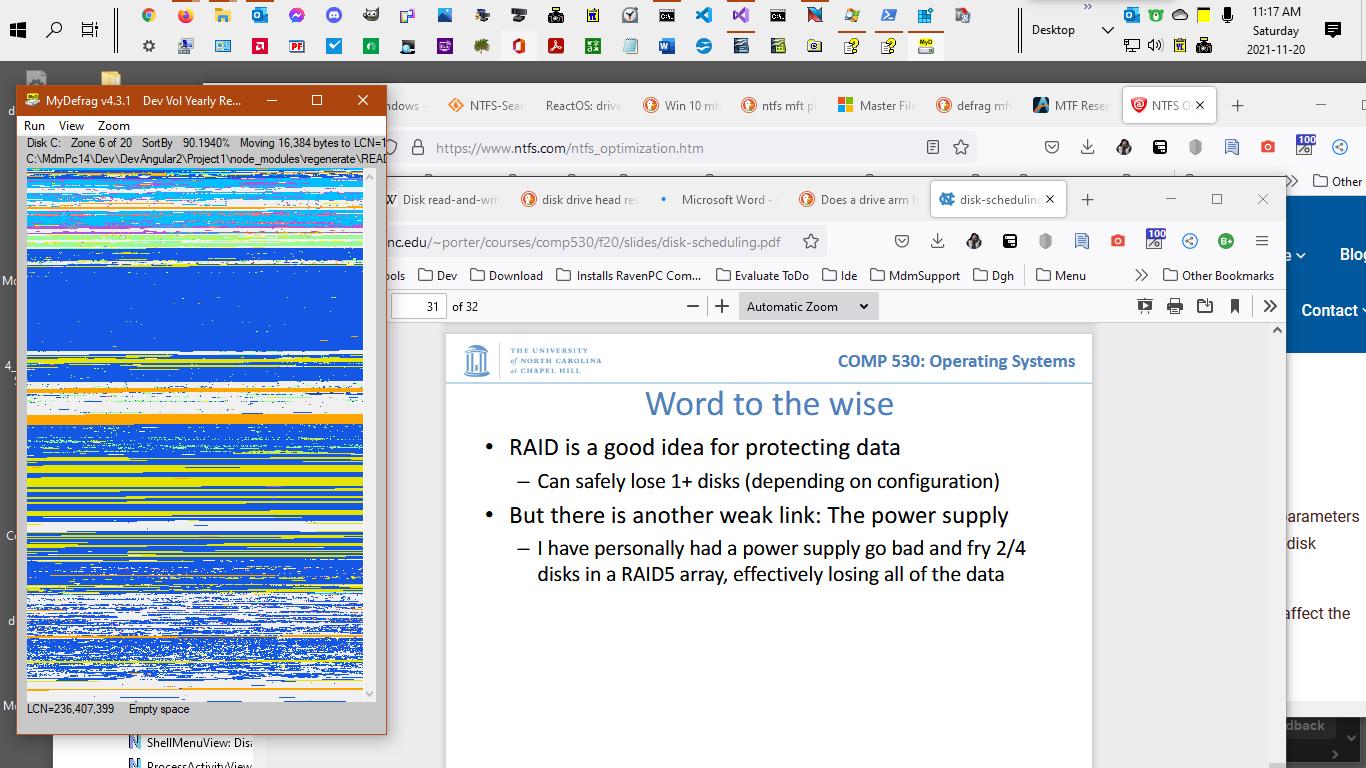 Desktop
11:17 AM
Saturday
2021-11-20
100
MyDefrag v4.3.1 Dev Vol Yearly Re...
Run View Zoom
Disk C: Zone 6 of 20 SortBy 90.1940% Moving 16,384 bytes to LCN=1
C:\MdmPc14\Dev\DevAngular2\Project1\node_modules\regenerate\READ
LCN=236,407,399 Empty space
ndows -
NTFS-Sear
ReactOS: drive
Win 10 mf
ntfs mft pl
Master File
defrag mft
MTF Reser
NTFS O
https://www.ntfs.com/ntfs_optimization.htm
100
Other
Disk read-and-wri
disk drive head res
Microsoft Word -
Does a drive arm h
disk-scheduling
nc.edu/~porter/courses/comp530/f20/slides/disk-scheduling.pdf
100
B+
ools
Dev
Download
Installs RavenPC Com...
Evaluate ToDo
Ide
MdmSupport
Dgh
Menu
Other Bookmarks
31 of 32
Automatic Zoom
THE UNIVERSITY
of NORTH CAROLINA
at CHAPEL HILL
COMP 530: Operating Systems
Word to the wise
• RAID is a good idea for protecting data
– Can safely lose 1+ disks (depending on configuration)
• But there is another weak link: The power supply
– I have personally had a power supply go bad and fry 2/4
disks in a RAID5 array, effectively losing all of the data
Blog
Contact
arameters
disk
affect the
dback
ShellMenuView: Disa
ProcessActivityView